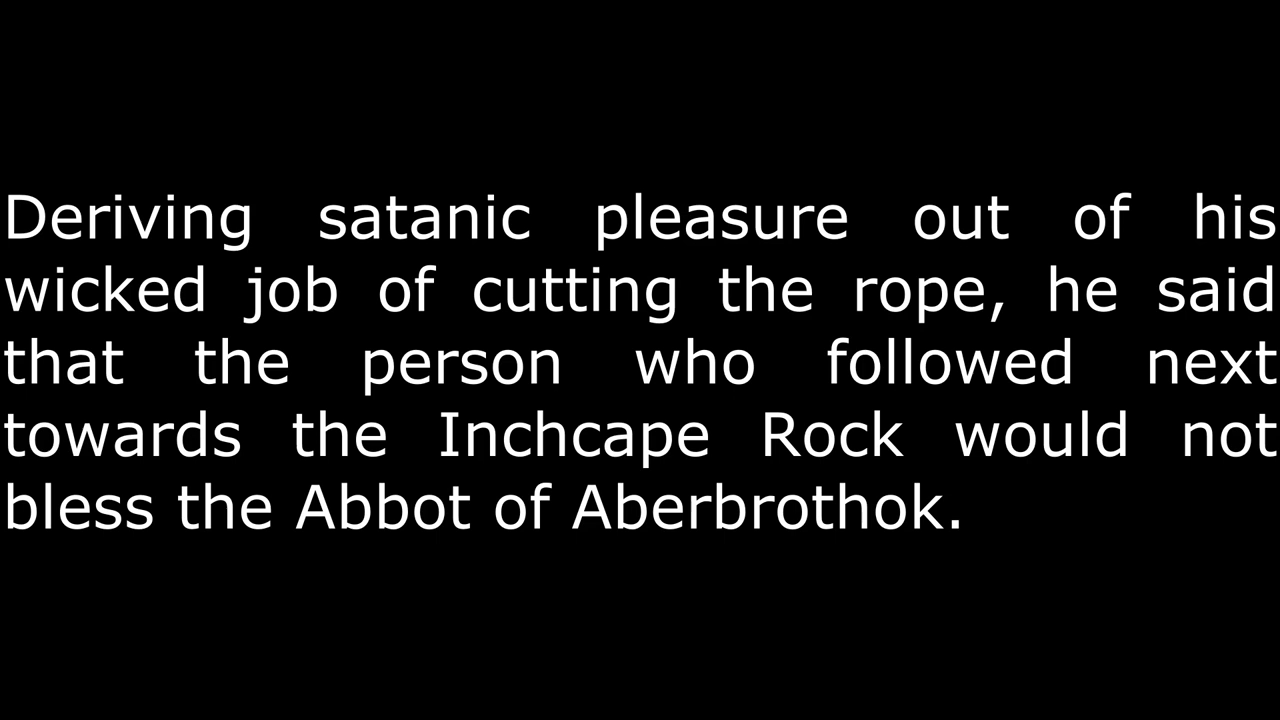 Deriving satanic pleasure out of his
wicked job of cutting the rope, he said
that the person who followed next
towards the Inchcape Rock would not
bless the Abbot of Aberbrothok.